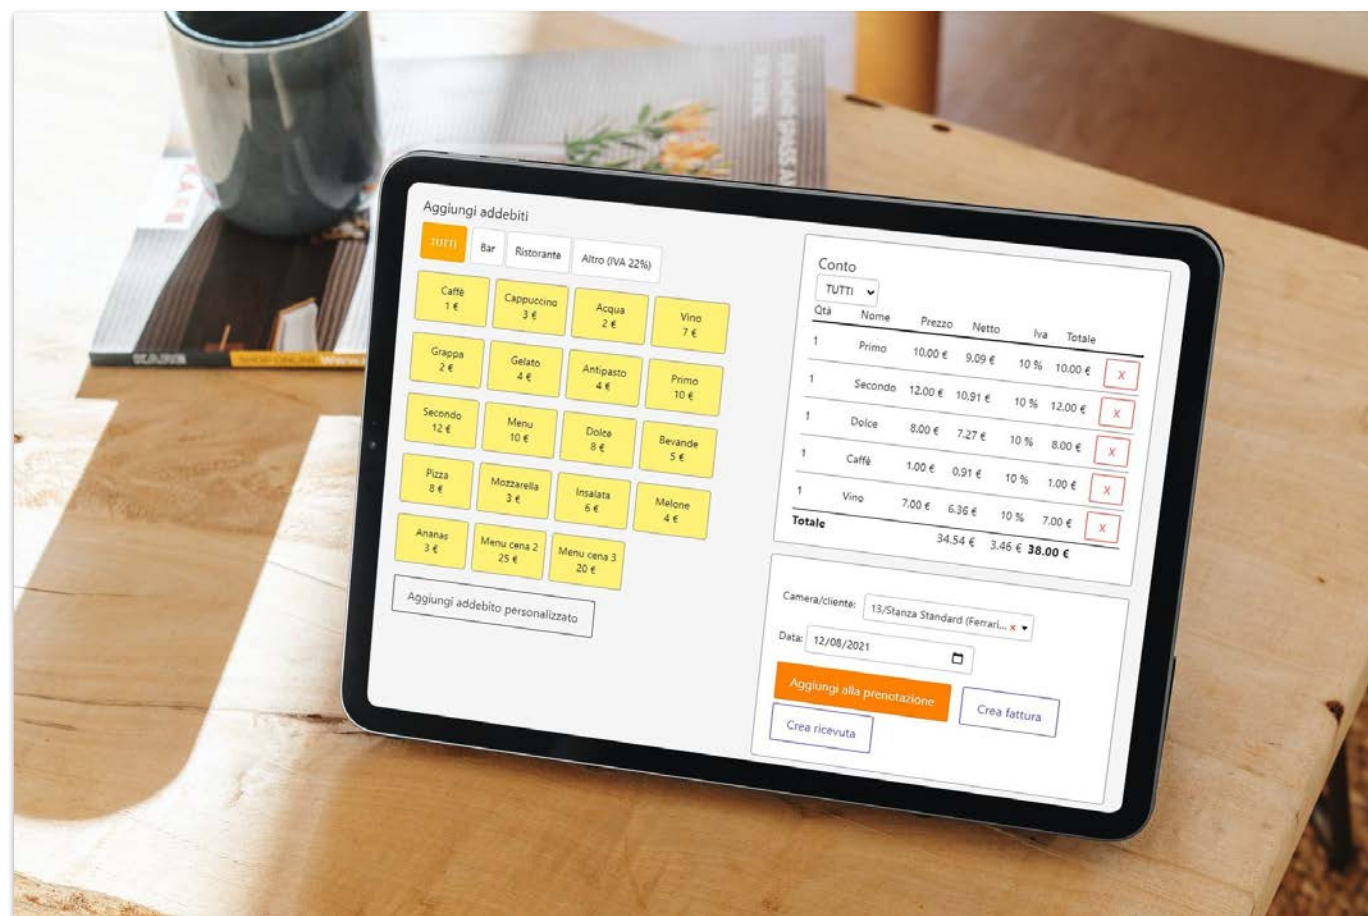 KARE
KARE
SHOP ONLINE
Aggiungi addebiti
TUTTI Bar Ristorante Altro (IVA 22%)
Caffè Cappuccino Acqua Vino
1 € 3 € 2 € 7 €
Grappa Gelato Antipasto Primo
2 € 4 € 4 € 10 €
Secondo Menu Dolce Bevande
12 € 10 € 8 € 5 €
Pizza Mozzarella Insalata Melone
8 € 3 € 6 € 4 €
Ananas Menu cena 2 Menu cena 3
3 € 25 € 20 €
Aggiungi addebito personalizzato
Conto
TUTTI
Qtà Nome Prezzo Netto Iva Totale
1 Primo 10.00 € 9.09 € 10 % 10.00 € X
1 Secondo 12.00 € 10.91 € 10 % 12.00 € X
1 Dolce 8.00 € 7.27 € 10 % 8.00 € X
1 Caffè 1.00 € 0.91 € 10 % 1.00 € X
1 Vino 7.00 € 6.36 € 10 % 7.00 € X
Totale 34.54 € 3.46 € 38.00 €
Camera/cliente: 13/Stanza Standard (Ferrari... x
Data: 12/08/2021
Aggiungi alla prenotazione Crea fattura
Crea ricevuta